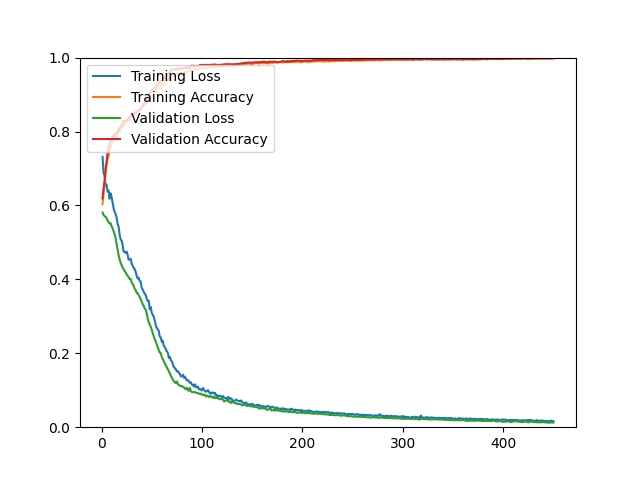 1.0
0.8
0.6
0.4
0.2
0.0
Training Loss
Training Accuracy
Validation Loss
Validation Accuracy
0 100 200 300 400